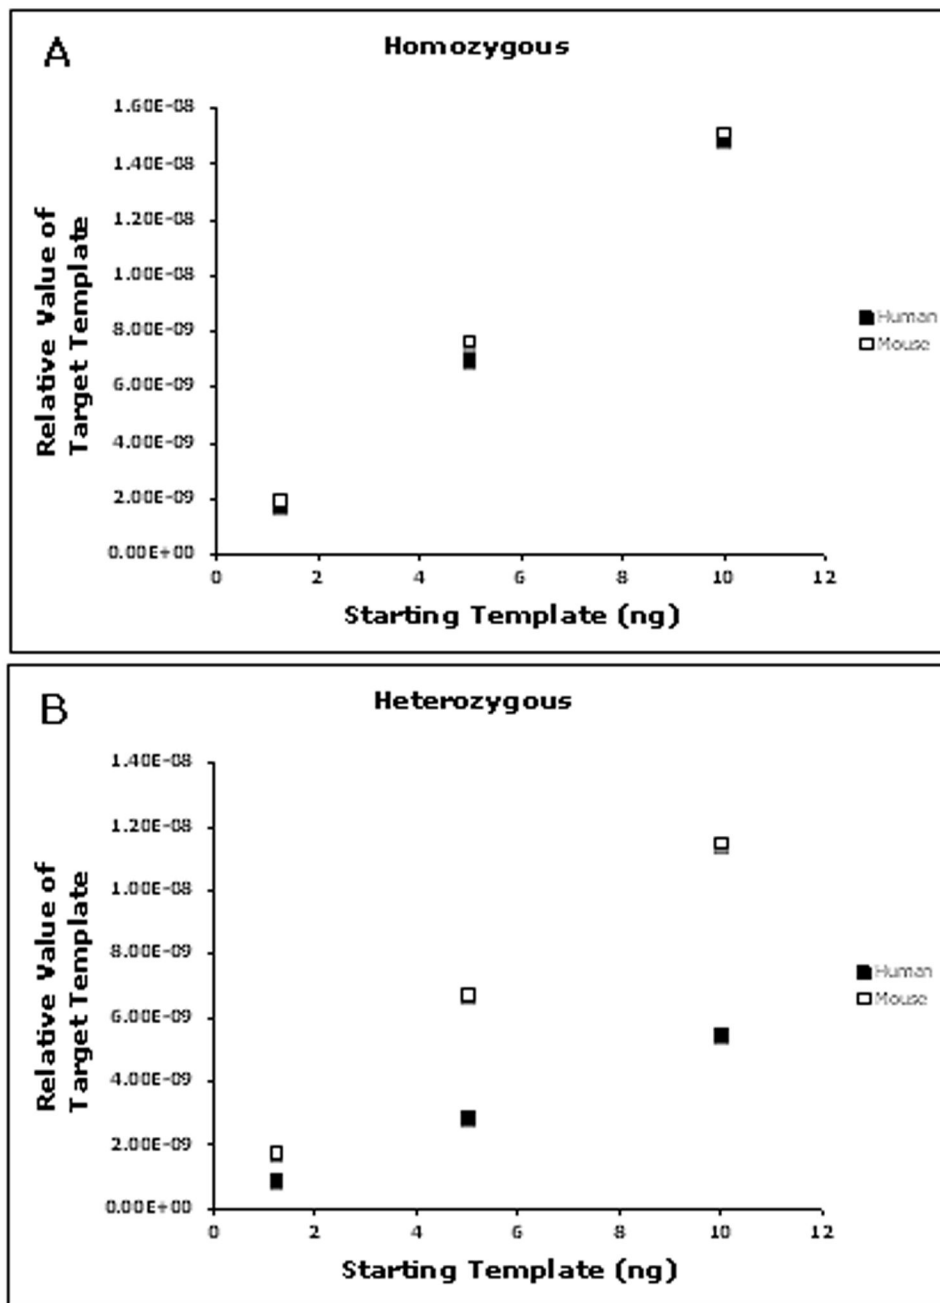 A
Homozygous
1.60E-08
1.40E-08
1.20E-08
1.00E-08
8.00E-09
6.00E-09
4.00E-09
2.00E-09
0.00E+00
Relative Value of
Target Template
0 2 4 6 8 10 12
Starting Template (ng)
Human
Mouse
B
Heterozygous
1.40E-08
1.20E-08
1.00E-08
8.00E-09
6.00E-09
4.00E-09
2.00E-09
0.00E+00
Relative Value of
Target Template
0 2 4 6 8 10 12
Starting Template (ng)
Human
Mouse